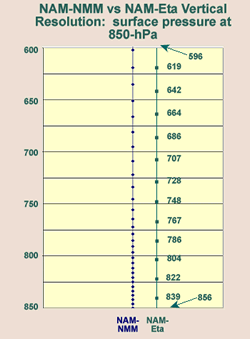 NAM-NMM vs NAM-Eta Vertical
Resolution: surface pressure at
850-hPa
600
596
619
642
650
664
686
700
707
728
748
750
767
786
800
804
822
839
856
850
NAM-
NMM
NAM-
Eta